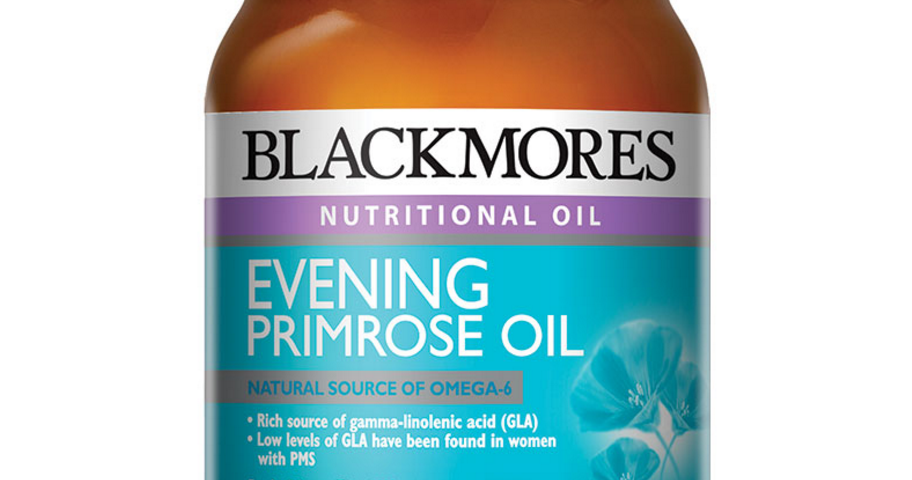 BLACKMORES
NUTRITIONAL OIL
EVENING
PRIMROSE OIL
NATURAL SOURCE OF OMEGA-6
• Rich source of gamma-linolenic acid (GLA)
• Low levels of GLA have been found in women
with PMS